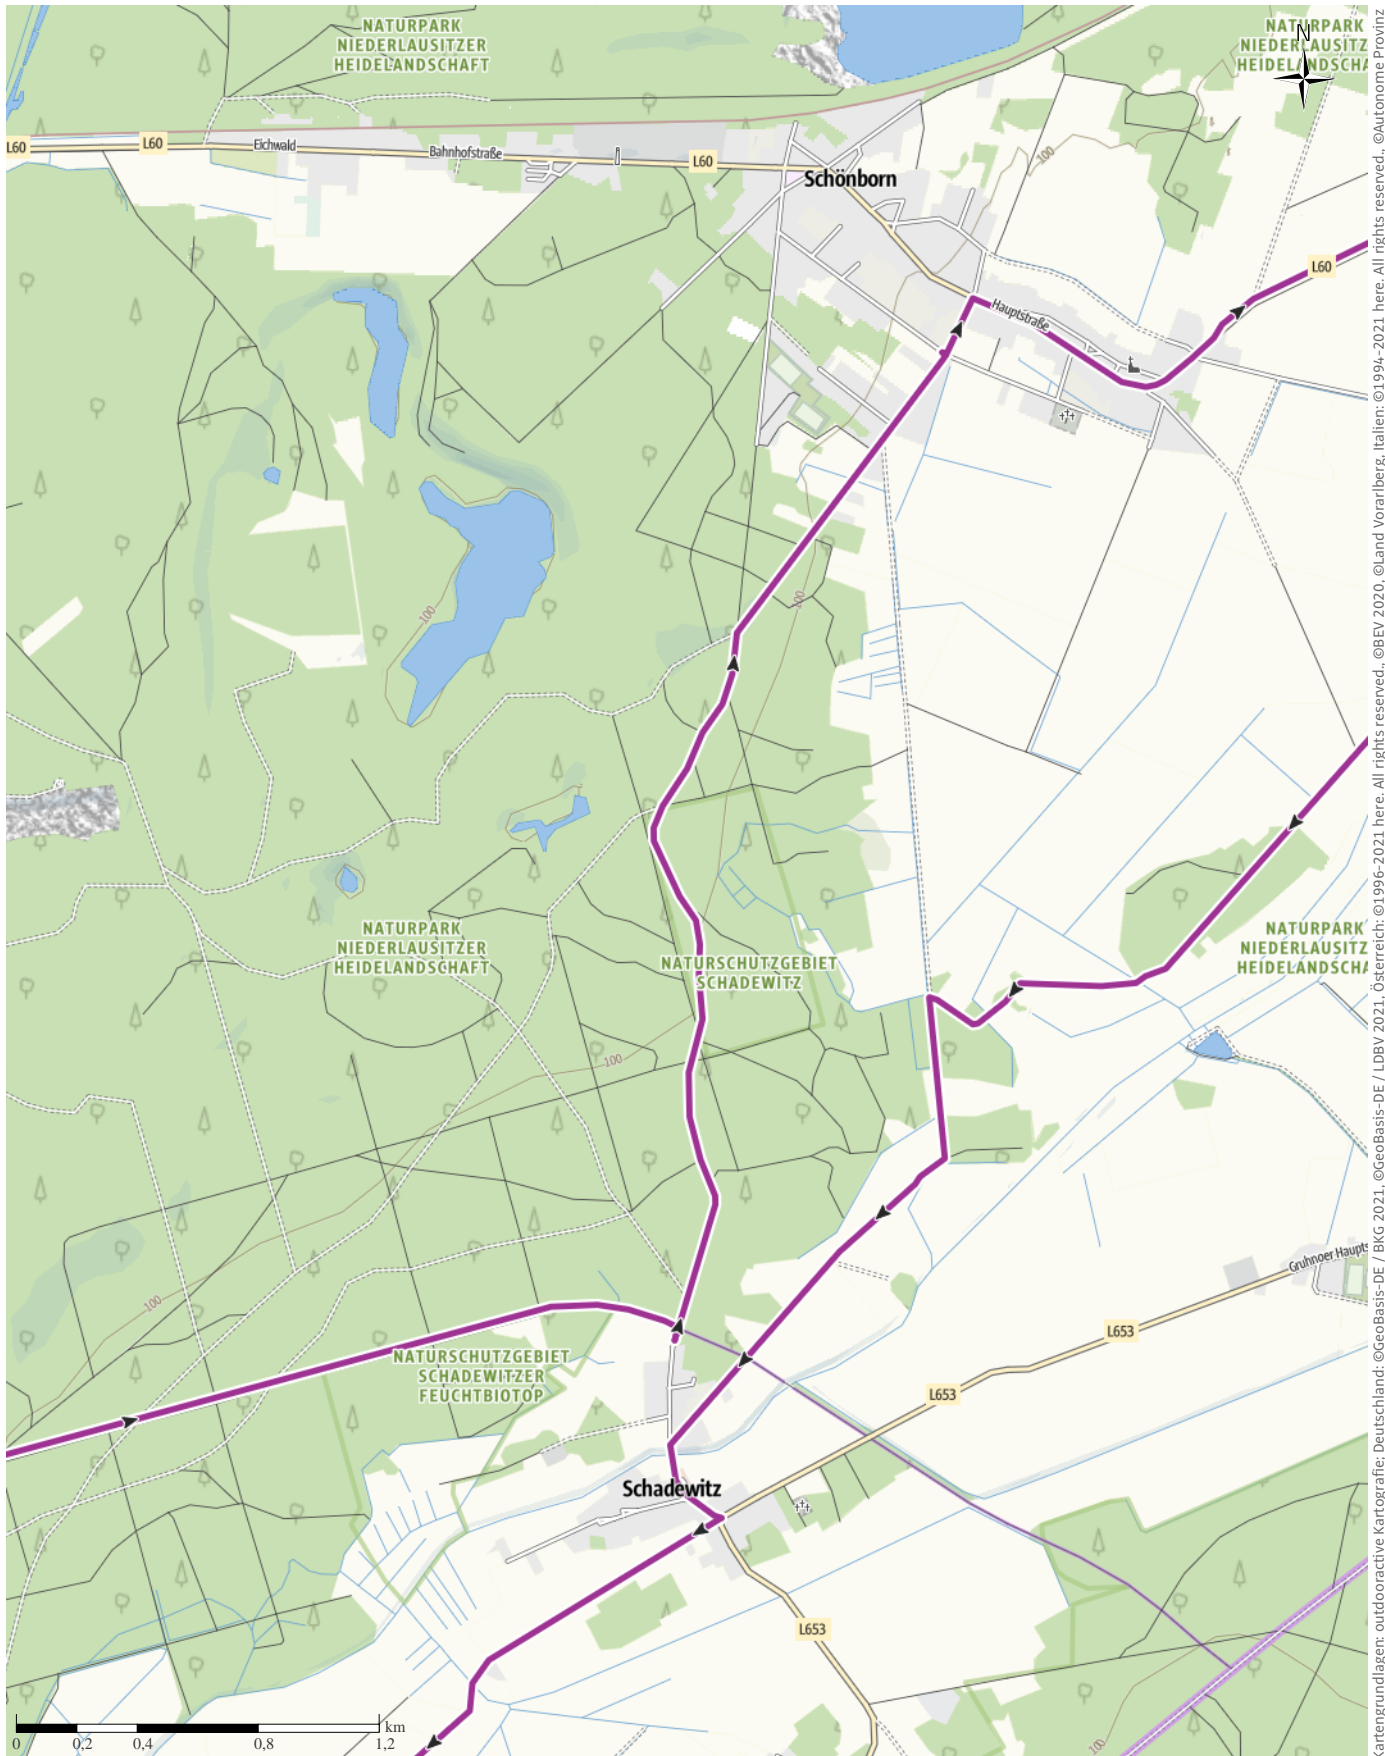 NATURPARK
NIEDERLAUSITZER
HEIDELANDSCHAFT
NATURPARK
NIEDERLAUSITZ
HEIDELANDSCHA
N
L60
L60
Eichwald
Bahnhofstraße
L60
Schönborn
100
L60
Hauptstraße
100
100
NATURPARK
NIEDERLAUSITZER
HEIDELANDSCHAFT
NATURSCHUTZGEBIET
SCHADEWITZ
NATURPARK
NIEDERLAUSITZ
HEIDELANDSCHA
100
100
Gruhnoer Haupts
L653
L653
NATURSCHUTZGEBIET
SCHADEWITZER
FEUCHTBIOTOP
Schadewitz
L653
100
km
0 0,2 0,4 0,8 1,2
artengrundlagen: outdooractive Kartografie; Deutschland: ©GeoBasis-DE / BKG 2021, ©GeoBasis-DE / LDBV 2021, Österreich: ©1996-2021 here. All rights reserved., ©BEV 2020, ©Land Vorarlberg, Italien: ©1994-2021 here. All rights reserved., ©Autonome Provinz